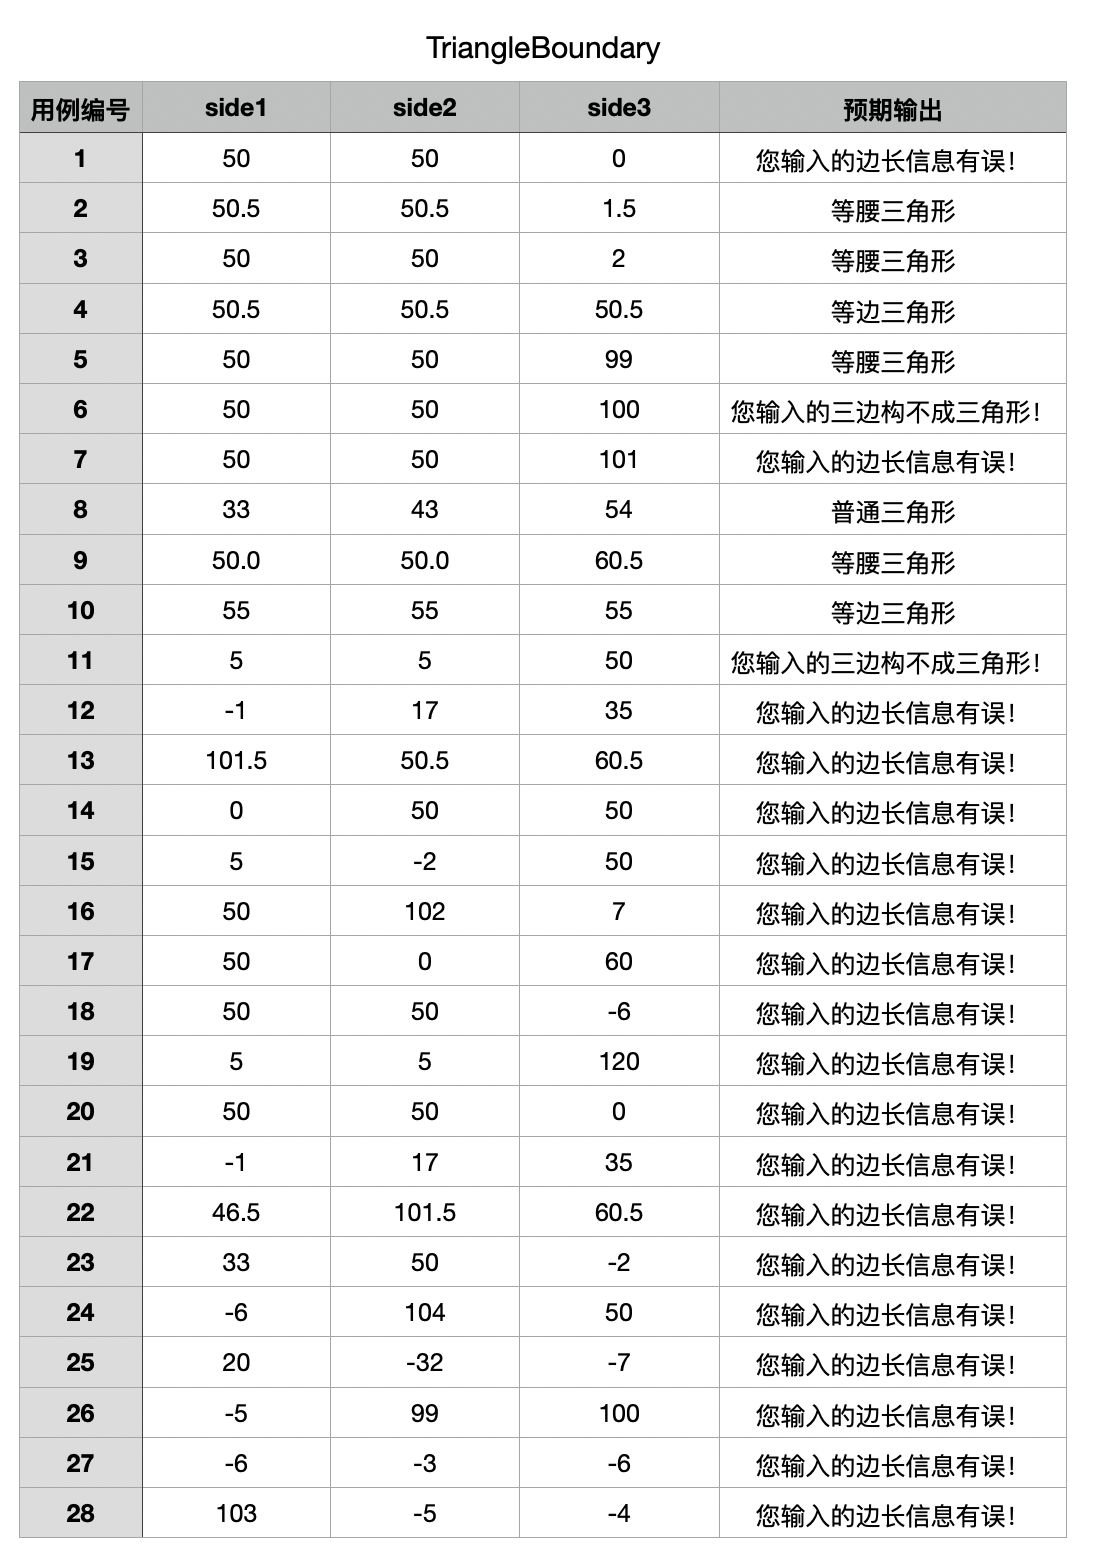 TriangleBoundary
用例编号 side1 side2 side3 预期输出
1 50 50 0 您输入的边长信息有误！
2 50.5 50.5 1.5 等腰三角形
3 50 50 2 等腰三角形
4 50.5 50.5 50.5 等边三角形
5 50 50 99 等腰三角形
6 50 50 100 您输入的三边构不成三角形！
7 50 50 101 您输入的边长信息有误！
8 33 43 54 普通三角形
9 50.0 50.0 60.5 等腰三角形
10 55 55 55 等边三角形
11 5 5 50 您输入的三边构不成三角形！
12 -1 17 35 您输入的边长信息有误！
13 101.5 50.5 60.5 您输入的边长信息有误！
14 0 50 50 您输入的边长信息有误！
15 5 -2 50 您输入的边长信息有误！
16 50 102 7 您输入的边长信息有误！
17 50 0 60 您输入的边长信息有误！
18 50 50 -6 您输入的边长信息有误！
19 5 5 120 您输入的边长信息有误！
20 50 50 0 您输入的边长信息有误！
21 -1 17 35 您输入的边长信息有误！
22 46.5 101.5 60.5 您输入的边长信息有误！
23 33 50 -2 您输入的边长信息有误！
24 -6 104 50 您输入的边长信息有误！
25 20 -32 -7 您输入的边长信息有误！
26 -5 99 100 您输入的边长信息有误！
27 -6 -3 -6 您输入的边长信息有误！
28 103 -5 -4 您输入的边长信息有误！